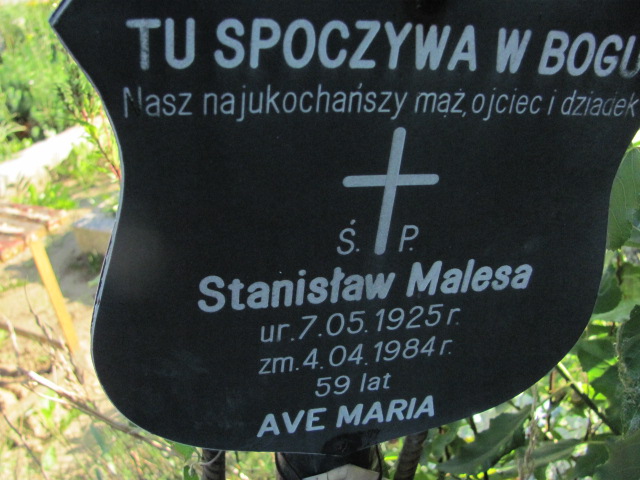 TU SPOCZYWA W BOGU
Nasz najukochańszy mąż, ojciec i dziadek
Ś. P.
Stanisław Malesa
ur. 7.05.1925 r.
zm. 4.04.1984 r.
59 lat
AVE MARIA